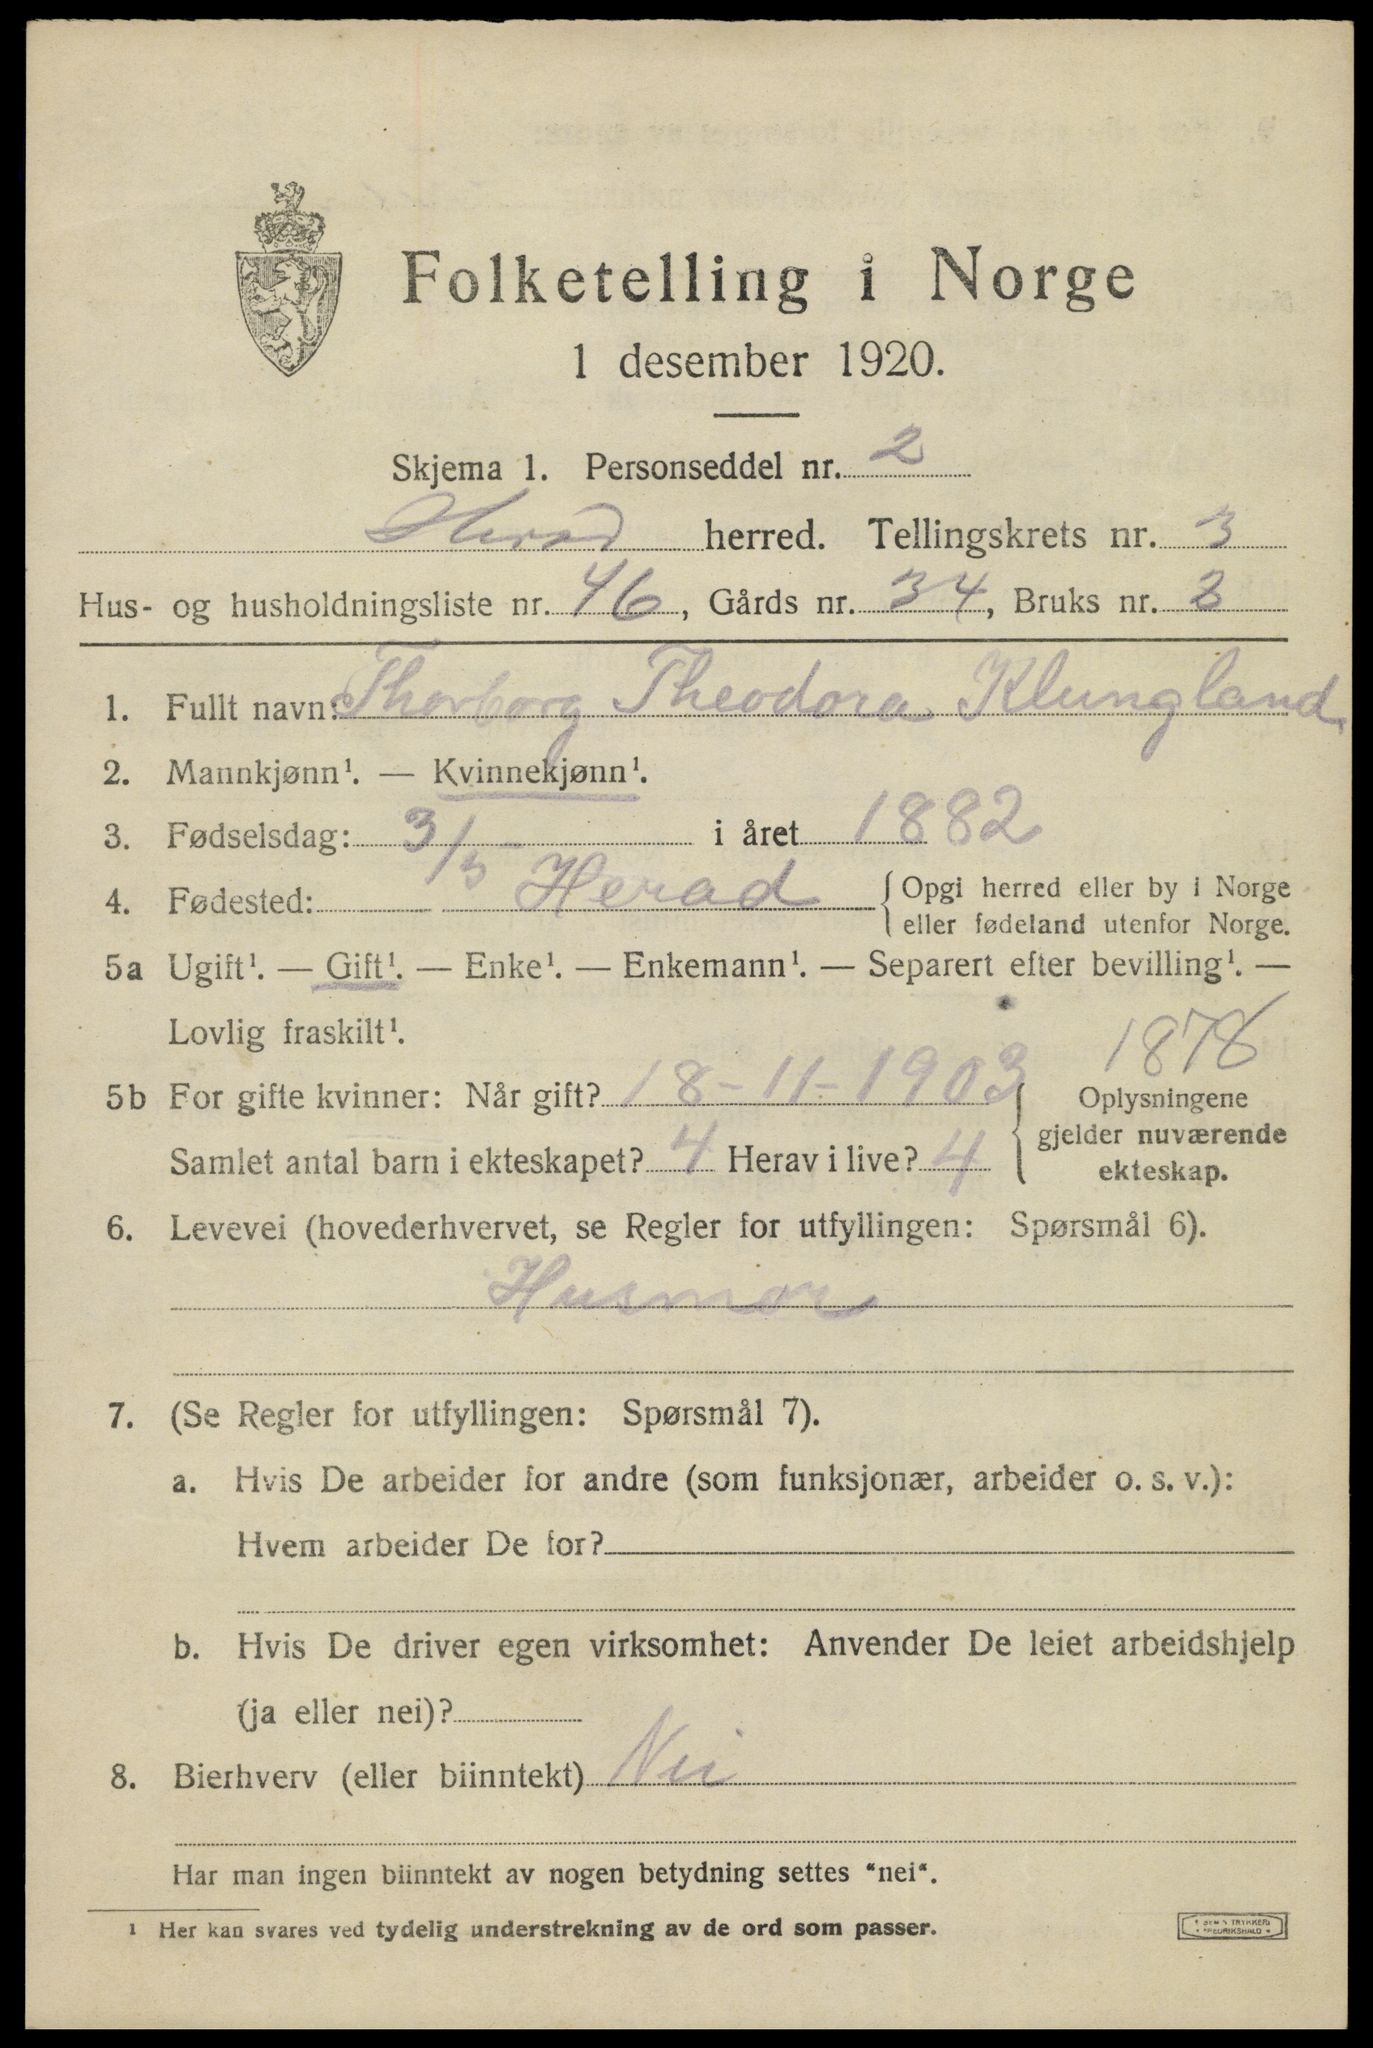 Folketelling i Norge
1 desember 1920.
Skjema 1. Personseddel nr. 2
Herad herred. Tellingskrets nr. 3
Hus- og husholdningsliste nr. 46, Gårds nr. 34, Bruks nr. 2
1. Fullt navn: Thorborg Theodora Klungland
2. Mannkjønn¹. — Kvinnekjønn¹.
3. Fødselsdag: 3/5 i året 1882
4. Fødested: Herad { Opgi herred eller by i Norge
eller fødeland utenfor Norge.
5a Ugift¹. — Gift¹. — Enke¹. — Enkemann¹. — Separert efter bevilling¹. —
Lovlig fraskilt¹.
1878
5b For gifte kvinner: Når gift? 18-11-1903 { Oplysningene
gjelder nuværende
Samlet antal barn i ekteskapet? 4 Herav i live? 4 ekteskap.
6. Levevei (hovederhvervet, se Regler for utfyllingen: Spørsmål 6).
Husmor
7. (Se Regler for utfyllingen: Spørsmål 7).
a. Hvis De arbeider for andre (som funksjonær, arbeider o. s. v.):
Hvem arbeider De for?
b. Hvis De driver egen virksomhet: Anvender De leiet arbeidshjelp
(ja eller nei)?
8. Bierhverv (eller biinntekt) Nei
Har man ingen biinntekt av nogen betydning settes "nei".
¹ Her kan svares ved tydelig understrekning av de ord som passer.